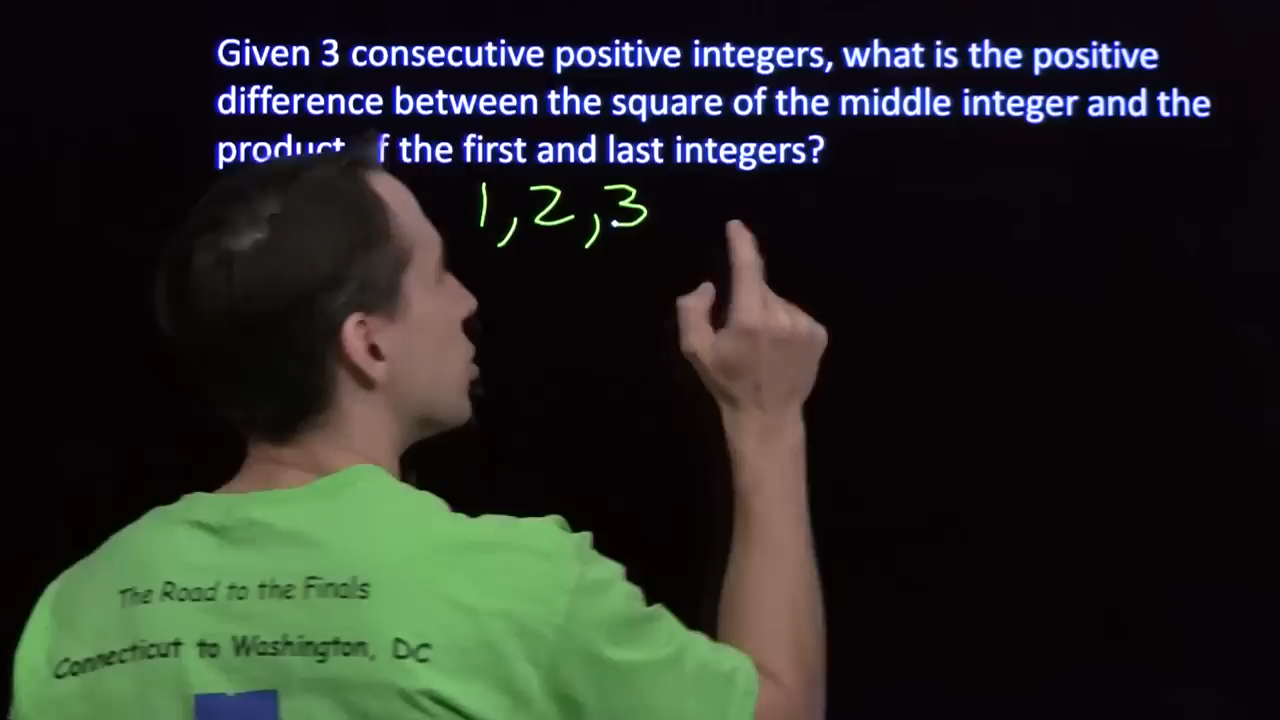 Given 3 consecutive positive integers, what is the positive
difference between the square of the middle integer and the
product of the first and last integers?
1, 2, 3
The Road to the Finals
Connecticut to Washington, DC